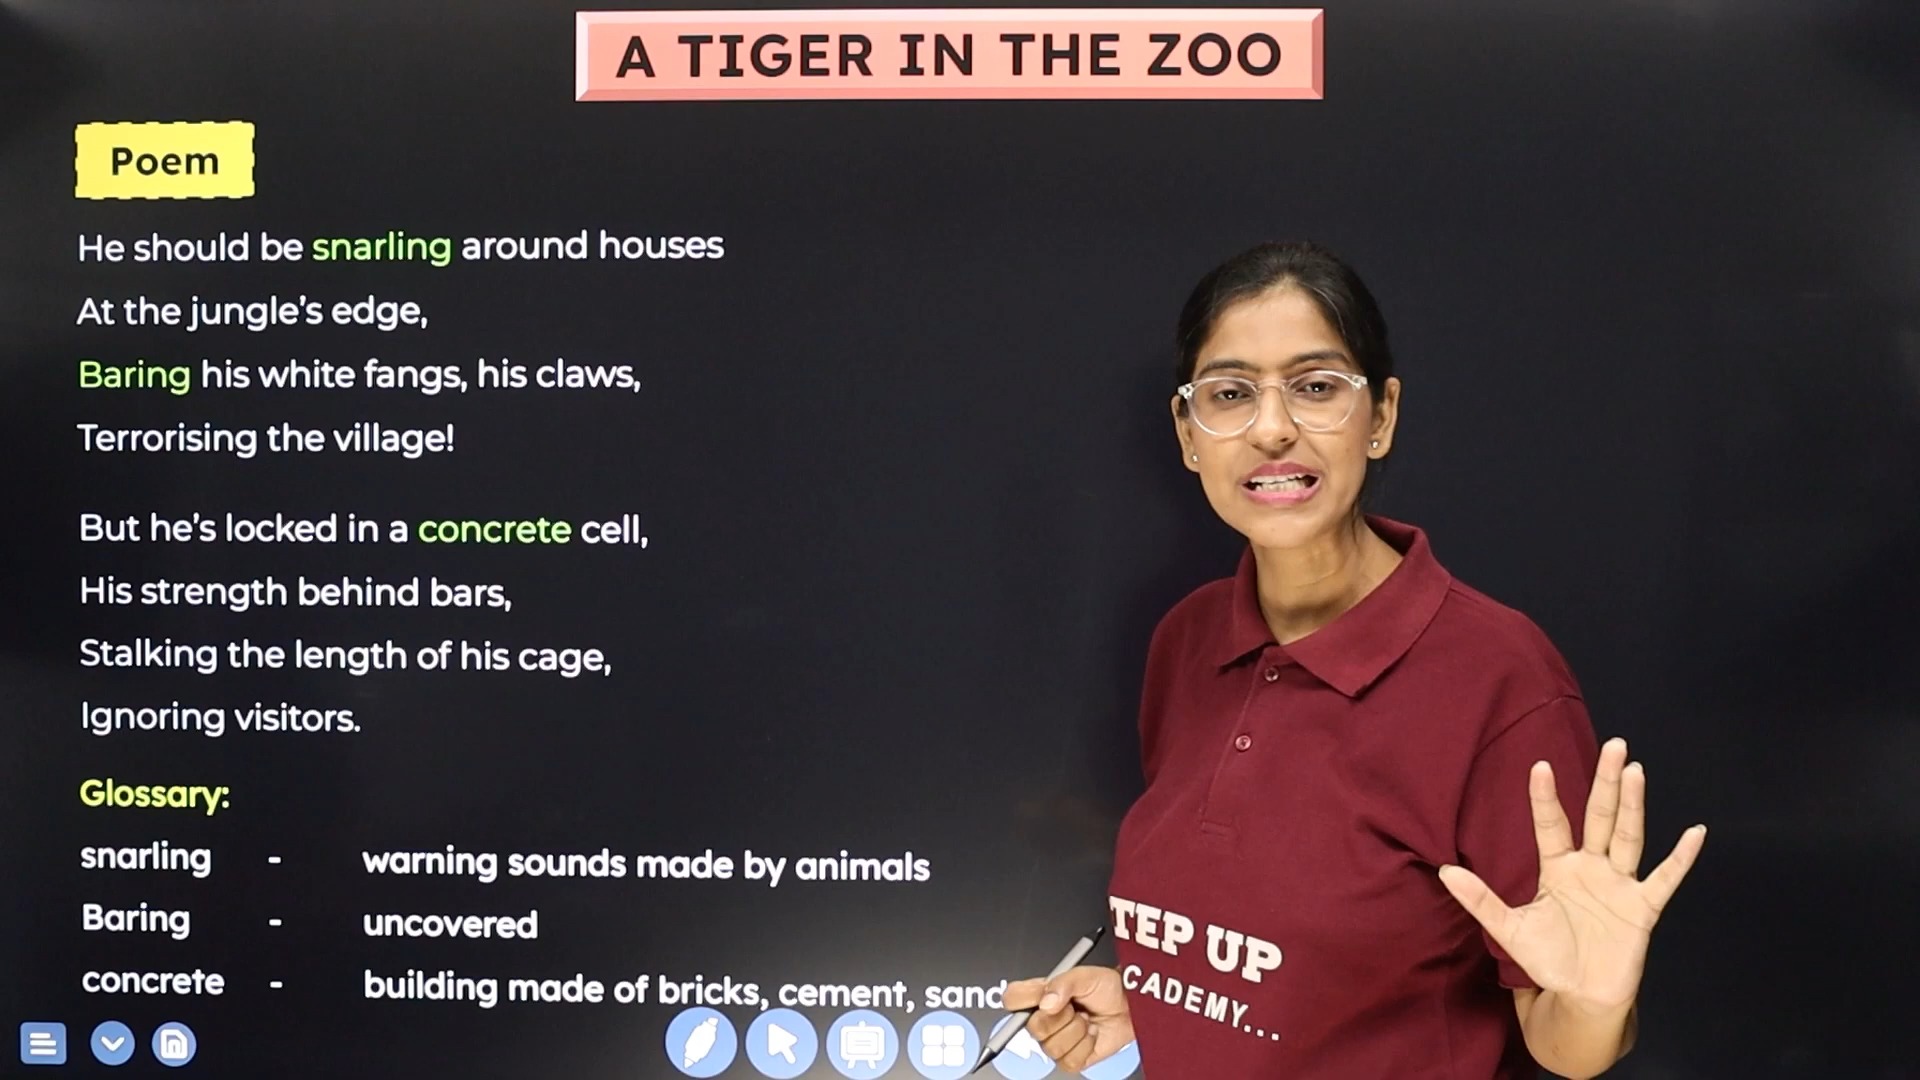 A TIGER IN THE ZOO
Poem
He should be snarling around houses
At the jungle's edge,
Baring his white fangs, his claws,
Terrorising the village!
But he's locked in a concrete cell,
His strength behind bars,
Stalking the length of his cage,
Ignoring visitors.
Glossary:
snarling - warning sounds made by animals
Baring - uncovered
concrete - building made of bricks, cement, sand
TEP UP
CADEMY...